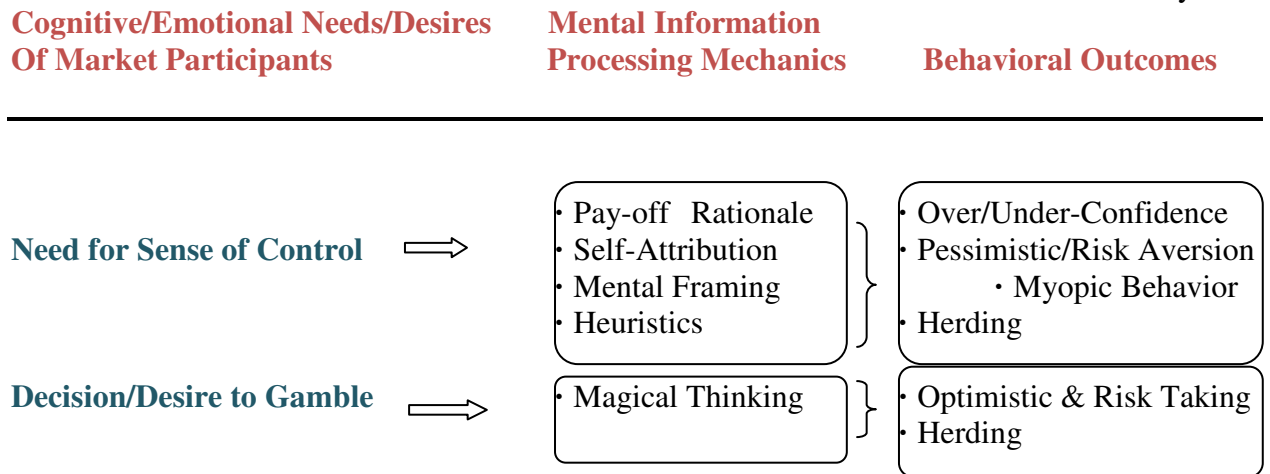 Cognitive/Emotional Needs/Desires Of Market Participants
Mental Information Processing Mechanics
Behavioral Outcomes
Need for Sense of Control
· Pay-off Rationale
· Self-Attribution
· Mental Framing
· Heuristics
· Over/Under-Confidence
· Pessimistic/Risk Aversion
· Myopic Behavior
· Herding
Decision/Desire to Gamble
· Magical Thinking
· Optimistic & Risk Taking
· Herding